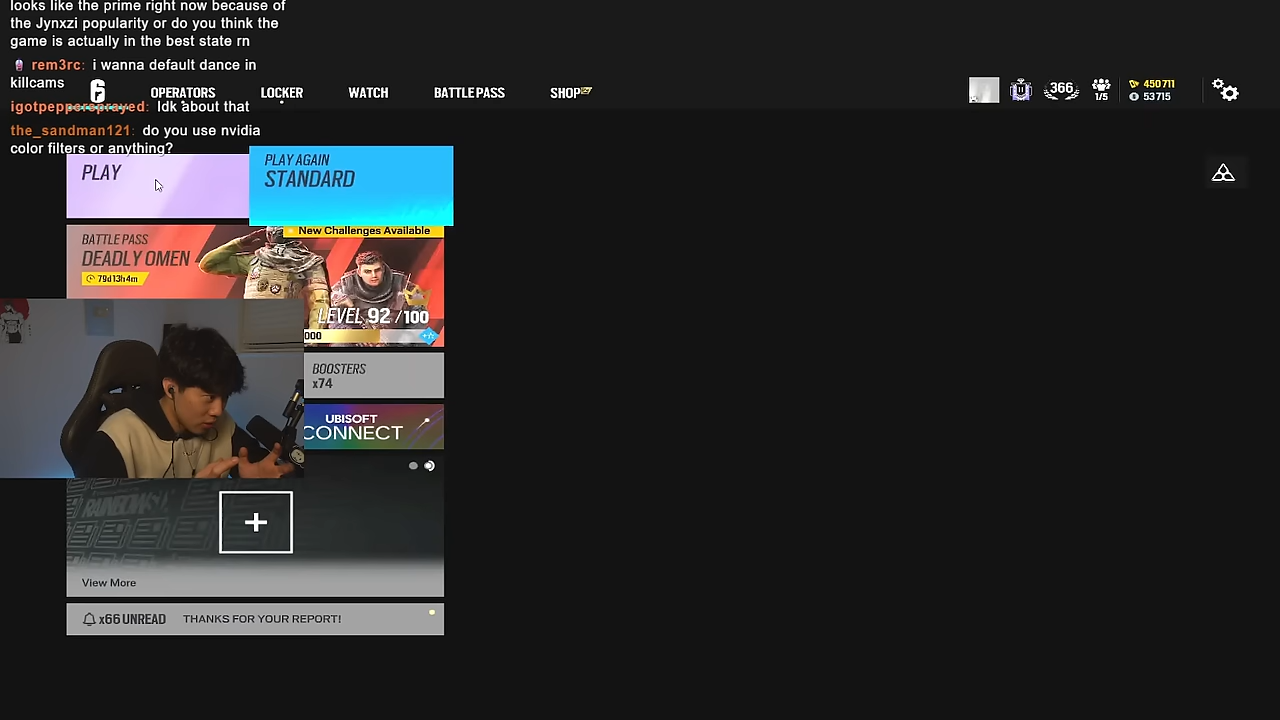 looks like the prime right now because of
the Jynxzi popularity or do you think the
game is actually in the best state rn
rem3rc: i wanna default dance in
killcams
igotpeppersprayed: Idk about that
the_sandman121: do you use nvidia
color filters or anything?
OPERATORS
LOCKER
WATCH
BATTLE PASS
SHOP
366
1/5
450711
53715
PLAY
PLAY AGAIN
STANDARD
New Challenges Available
BATTLE PASS
DEADLY OMEN
79d13h4m
LEVEL 92 /100
000
BOOSTERS
x74
UBISOFT
CONNECT
RAINBOW
View More
x66 UNREAD
THANKS FOR YOUR REPORT!